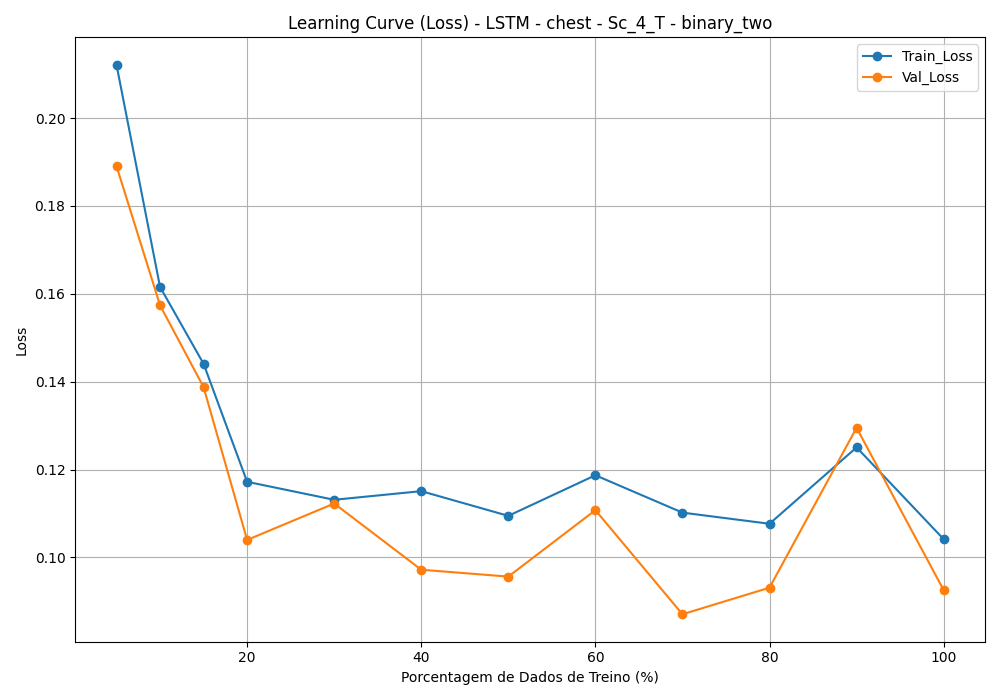 Learning Curve (Loss) - LSTM - chest - Sc_4_T - binary_two
Train_Loss
Val_Loss
Loss
0.20
0.18
0.16
0.14
0.12
0.10
20 40 60 80 100
Porcentagem de Dados de Treino (%)